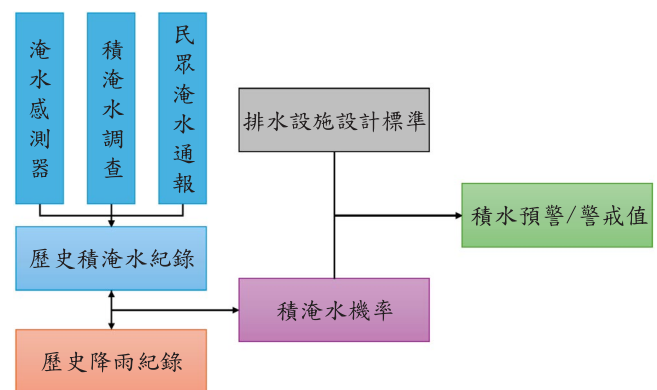 淹水感測器
積淹水調查
民眾淹水通報
排水設施設計標準
積水預警/警戒值
歷史積淹水紀錄
積淹水機率
歷史降雨紀錄